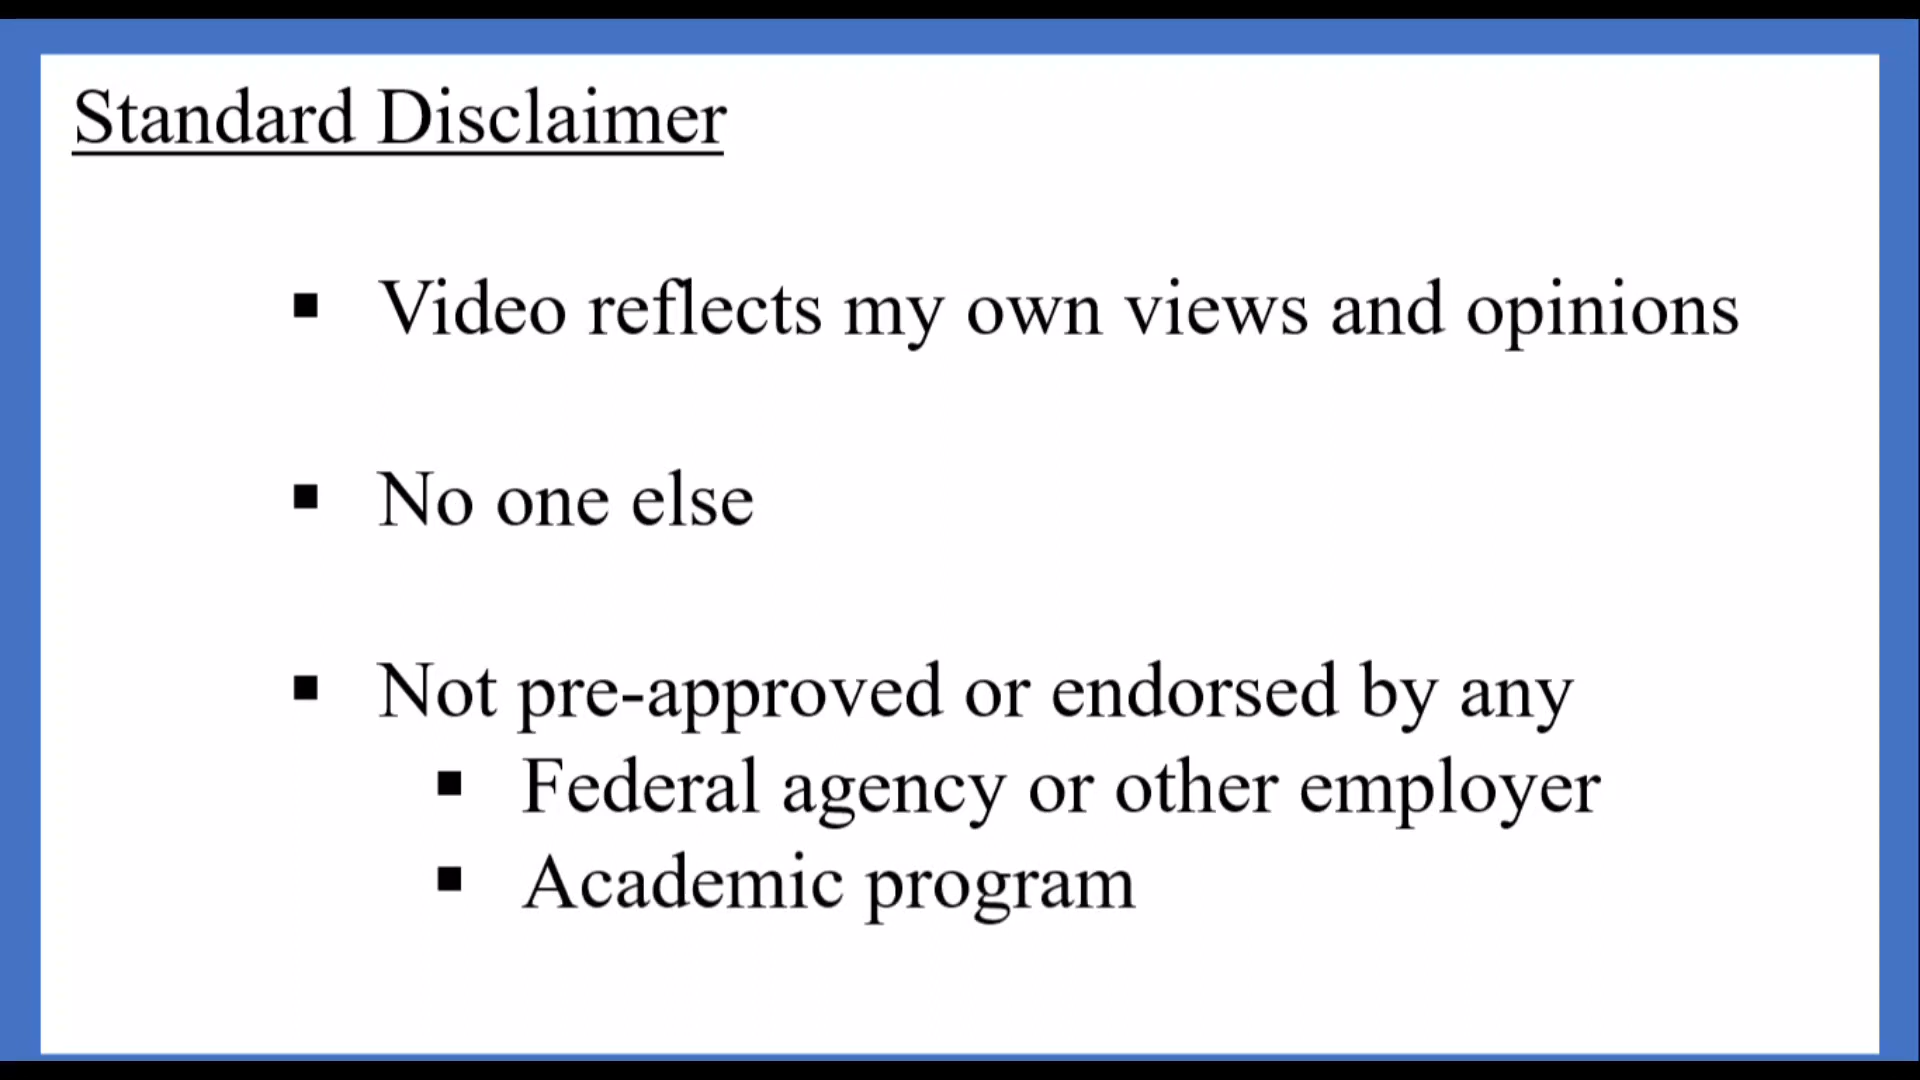 Standard Disclaimer
▪ Video reflects my own views and opinions
▪ No one else
▪ Not pre-approved or endorsed by any
▪ Federal agency or other employer
▪ Academic program